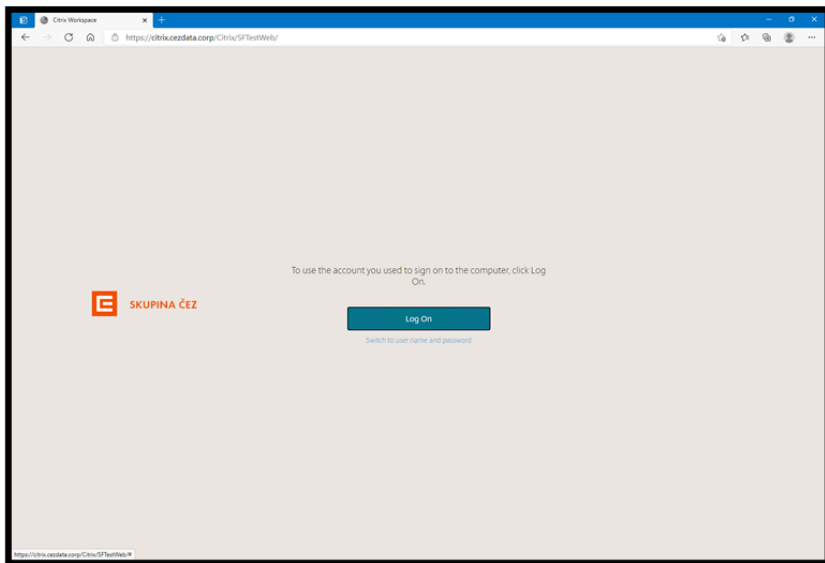 Citrix Workspace
https://citrix.cezdata.corp/Citrix/SFTestWeb/
To use the account you used to sign on to the computer, click Log
On.
SKUPINA ČEZ
Log On
Switch to user name and password
https://citrix.cezdata.corp/Citrix/SFTestWeb/#